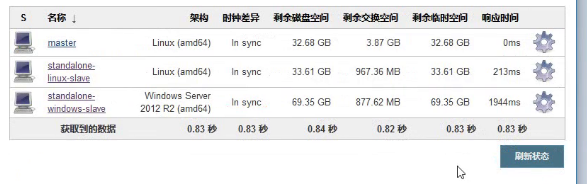 S 名称 ↓ 架构 时钟差异 剩余磁盘空间 剩余交换空间 剩余临时空间 响应时间
master Linux (amd64) In sync 32.68 GB 3.87 GB 32.68 GB 0ms
standalone-
linux-slave Linux (amd64) In sync 33.61 GB 967.36 MB 33.61 GB 213ms
standalone- Windows Server
windows-slave 2012 R2 (amd64) In sync 69.35 GB 877.62 MB 69.35 GB 1944ms
获取到的数据 0.83 秒 0.83 秒 0.84 秒 0.82 秒 0.83 秒 0.83 秒
刷新状态